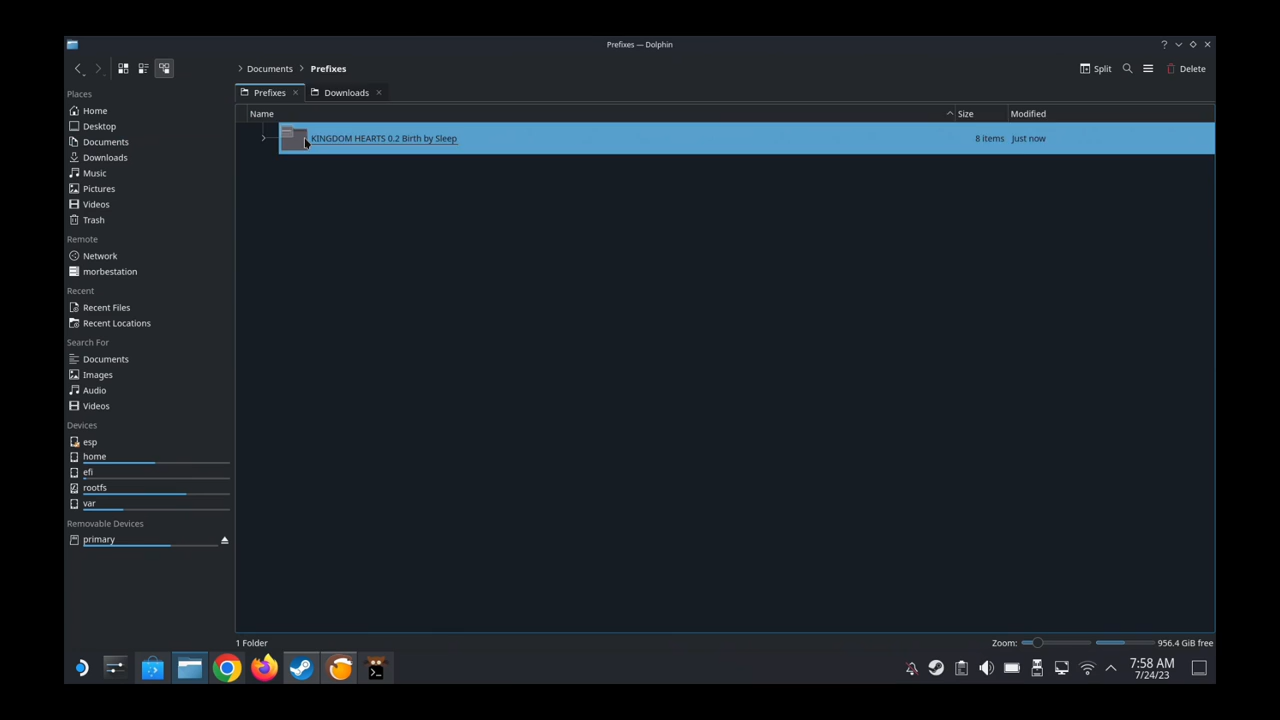 Prefixes — Dolphin
Documents
Prefixes
Split
Delete
Places
Home
Desktop
Documents
Downloads
Music
Pictures
Videos
Trash
Remote
Network
morbestation
Recent
Recent Files
Recent Locations
Search For
Documents
Images
Audio
Videos
Devices
esp
home
efi
rootfs
var
Removable Devices
primary
Prefixes
Downloads
Name
Size
Modified
KINGDOM HEARTS 0.2 Birth by Sleep
8 items
Just now
1 Folder
Zoom:
956.4 GiB free
7:58 AM
7/24/23